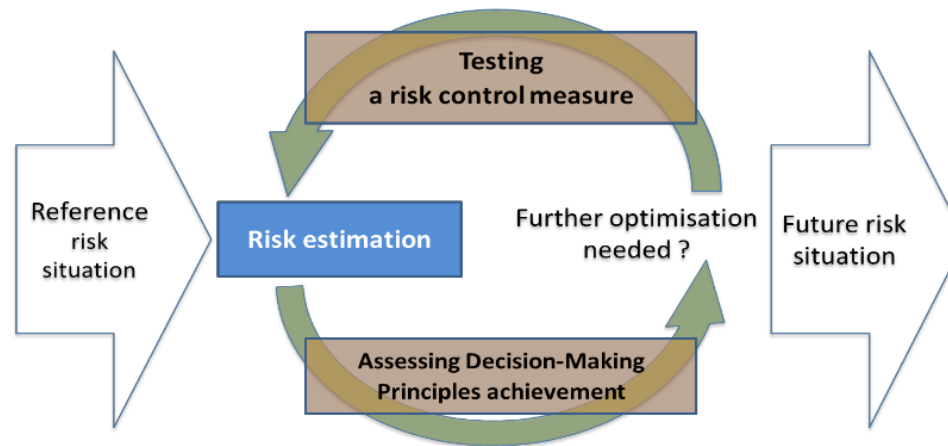 Testing
a risk control measure
Reference
risk
situation
Risk estimation
Further optimisation
needed ?
Future risk
situation
Assessing Decision-Making
Principles achievement